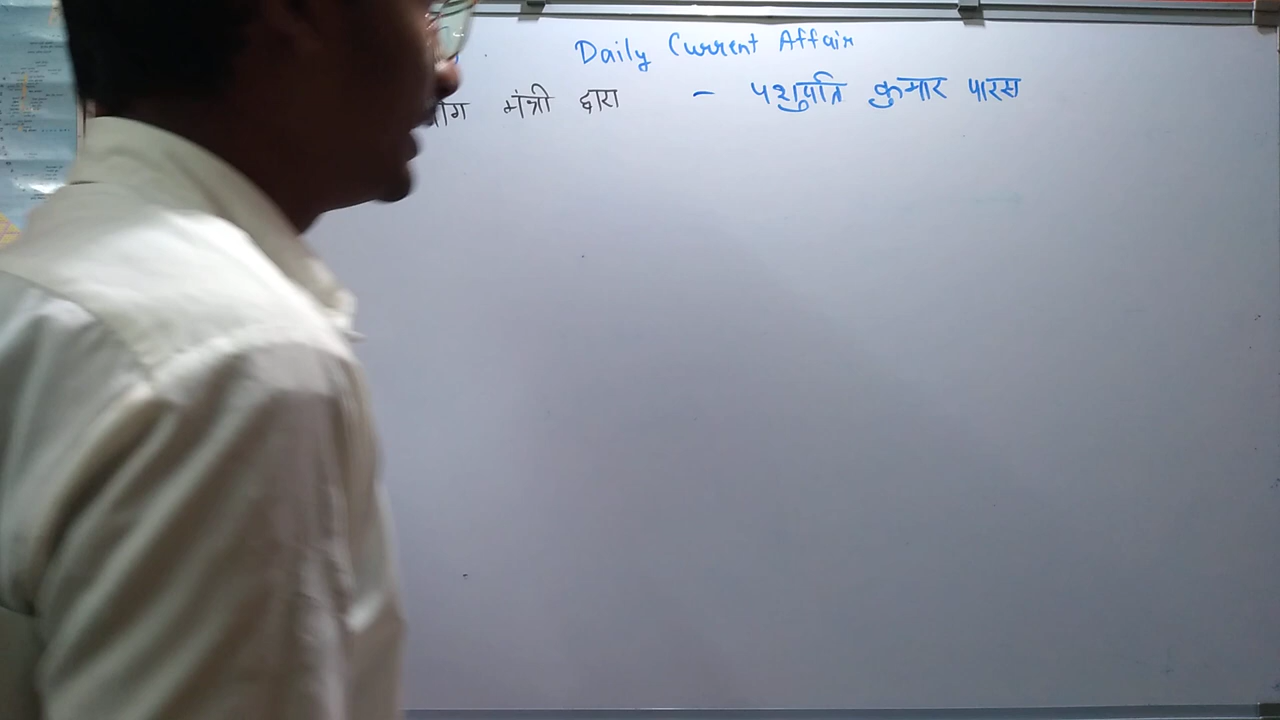 Daily Current Affair
मंत्री द्वारा - पशुपति कुमार पारस